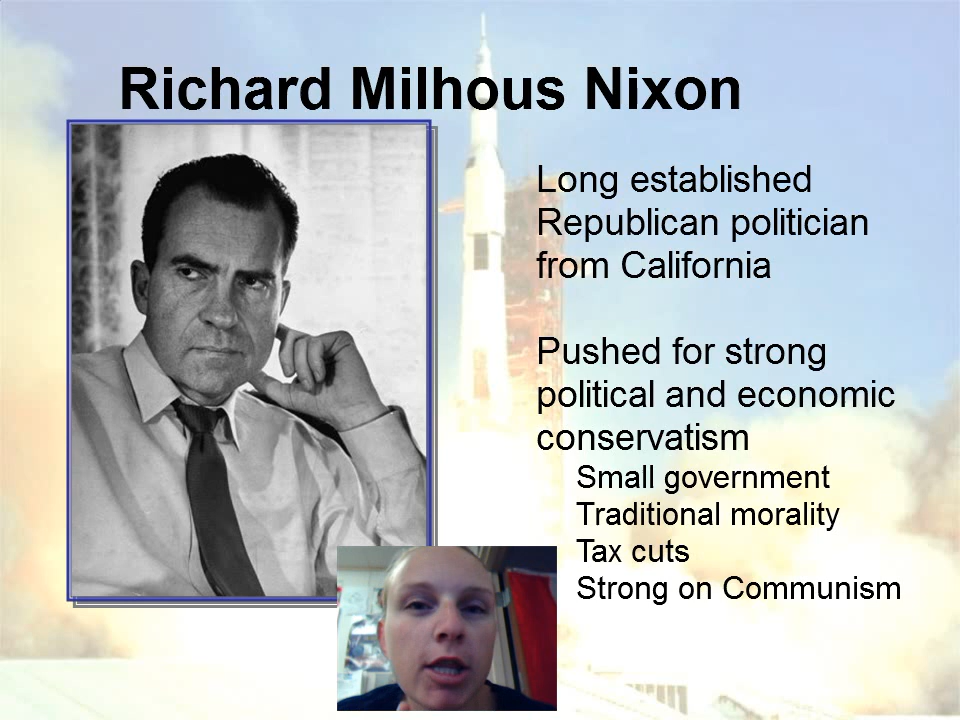 Richard Milhous Nixon
Long established
Republican politician
from California
Pushed for strong
political and economic
conservatism
Small government
Traditional morality
Tax cuts
Strong on Communism